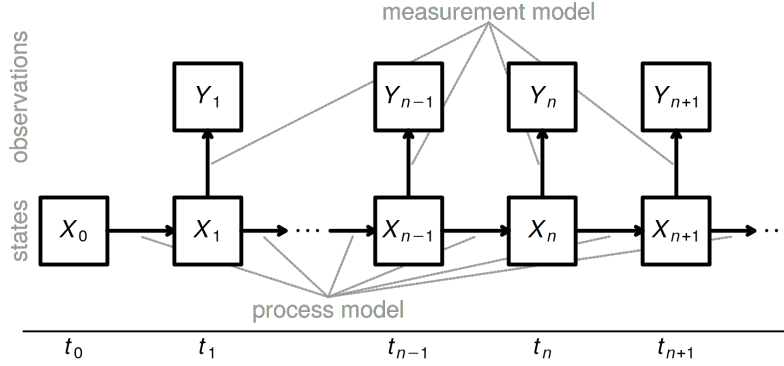 measurement model
observations
Y1 Yn−1 Yn Yn+1
states
X0 X1 ··· Xn−1 Xn Xn+1 ··
process model
t0 t1 tn−1 tn tn+1